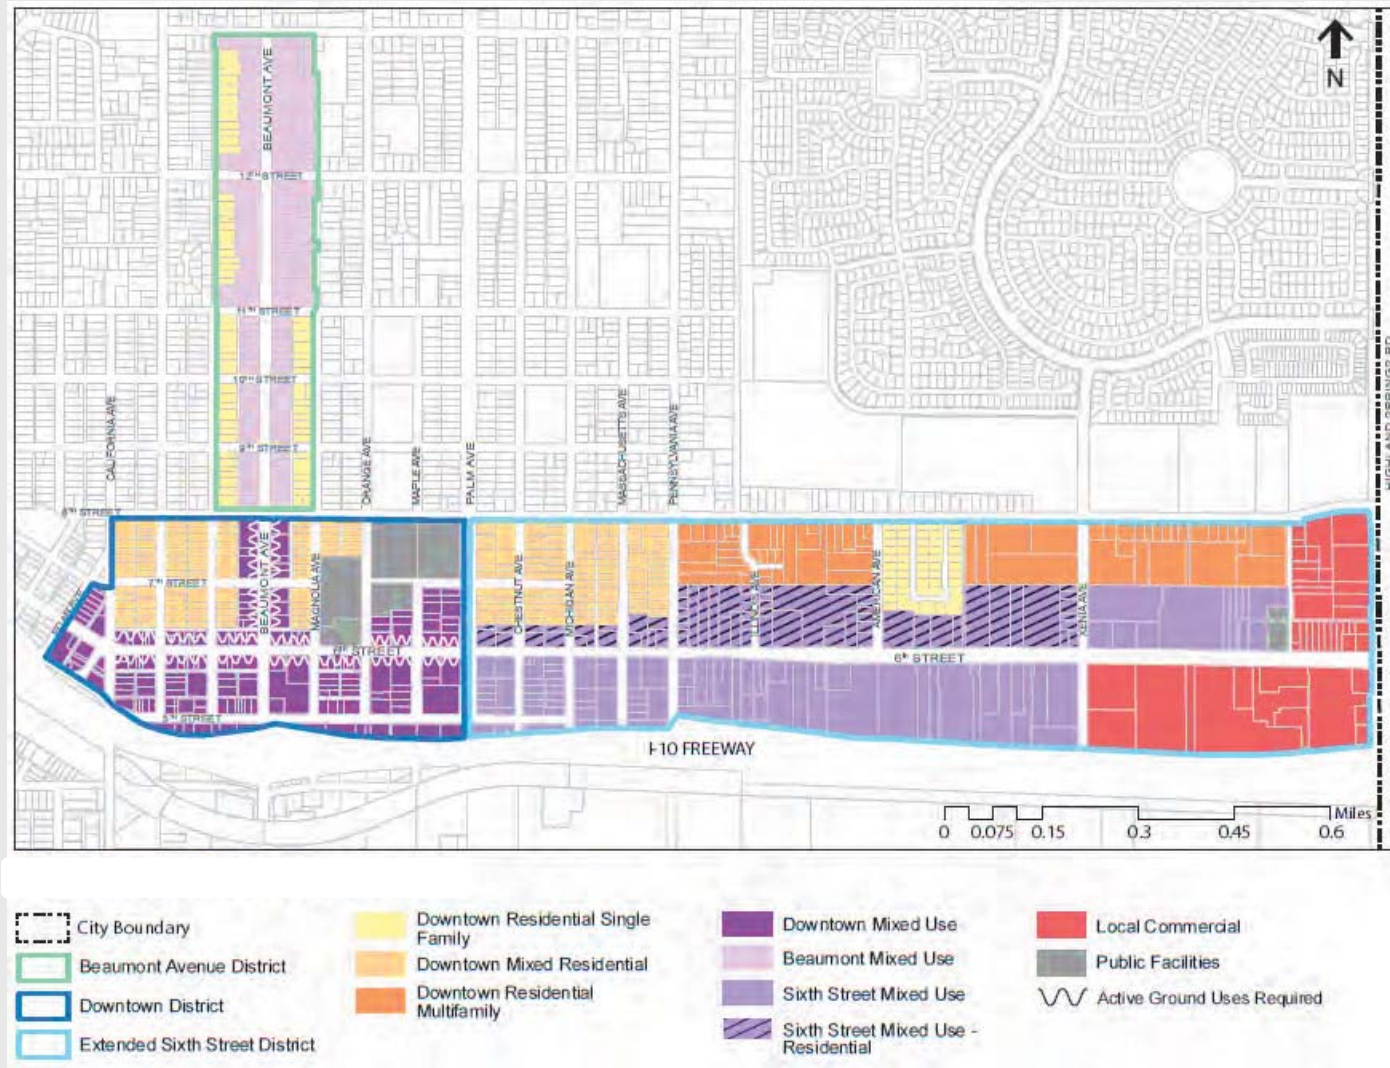 N
BEAUMONT AVE
12TH STREET
11TH STREET
10TH STREET
9TH STREET
CALIFORNIA AVE
ORANGE AVE
MAPLE AVE
PALM AVE
MASSACHUSETTS AVE
PENNSYLVANIA AVE
HIGHLAND SPRINGS RD
8TH STREET
7TH STREET
BEAUMONT AVE
MAGNOLIA AVE
CHESTNUT AVE
MICHIGAN AVE
ILLINOIS AVE
AMERICAN AVE
XENIA AVE
6th STREET
6th STREET
5TH STREET
I-10 FREEWAY
Miles
0 0.075 0.15 0.3 0.45 0.6
City Boundary
Beaumont Avenue District
Downtown District
Extended Sixth Street District
Downtown Residential Single
Family
Downtown Mixed Residential
Downtown Residential
Multifamily
Downtown Mixed Use
Beaumont Mixed Use
Sixth Street Mixed Use
Sixth Street Mixed Use -
Residential
Local Commercial
Public Facilities
Active Ground Uses Required